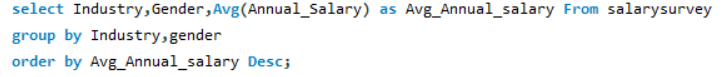 select Industry,Gender,Avg(Annual_Salary) as Avg_Annual_salary From salarysurvey
group by Industry,gender
order by Avg_Annual_salary Desc;